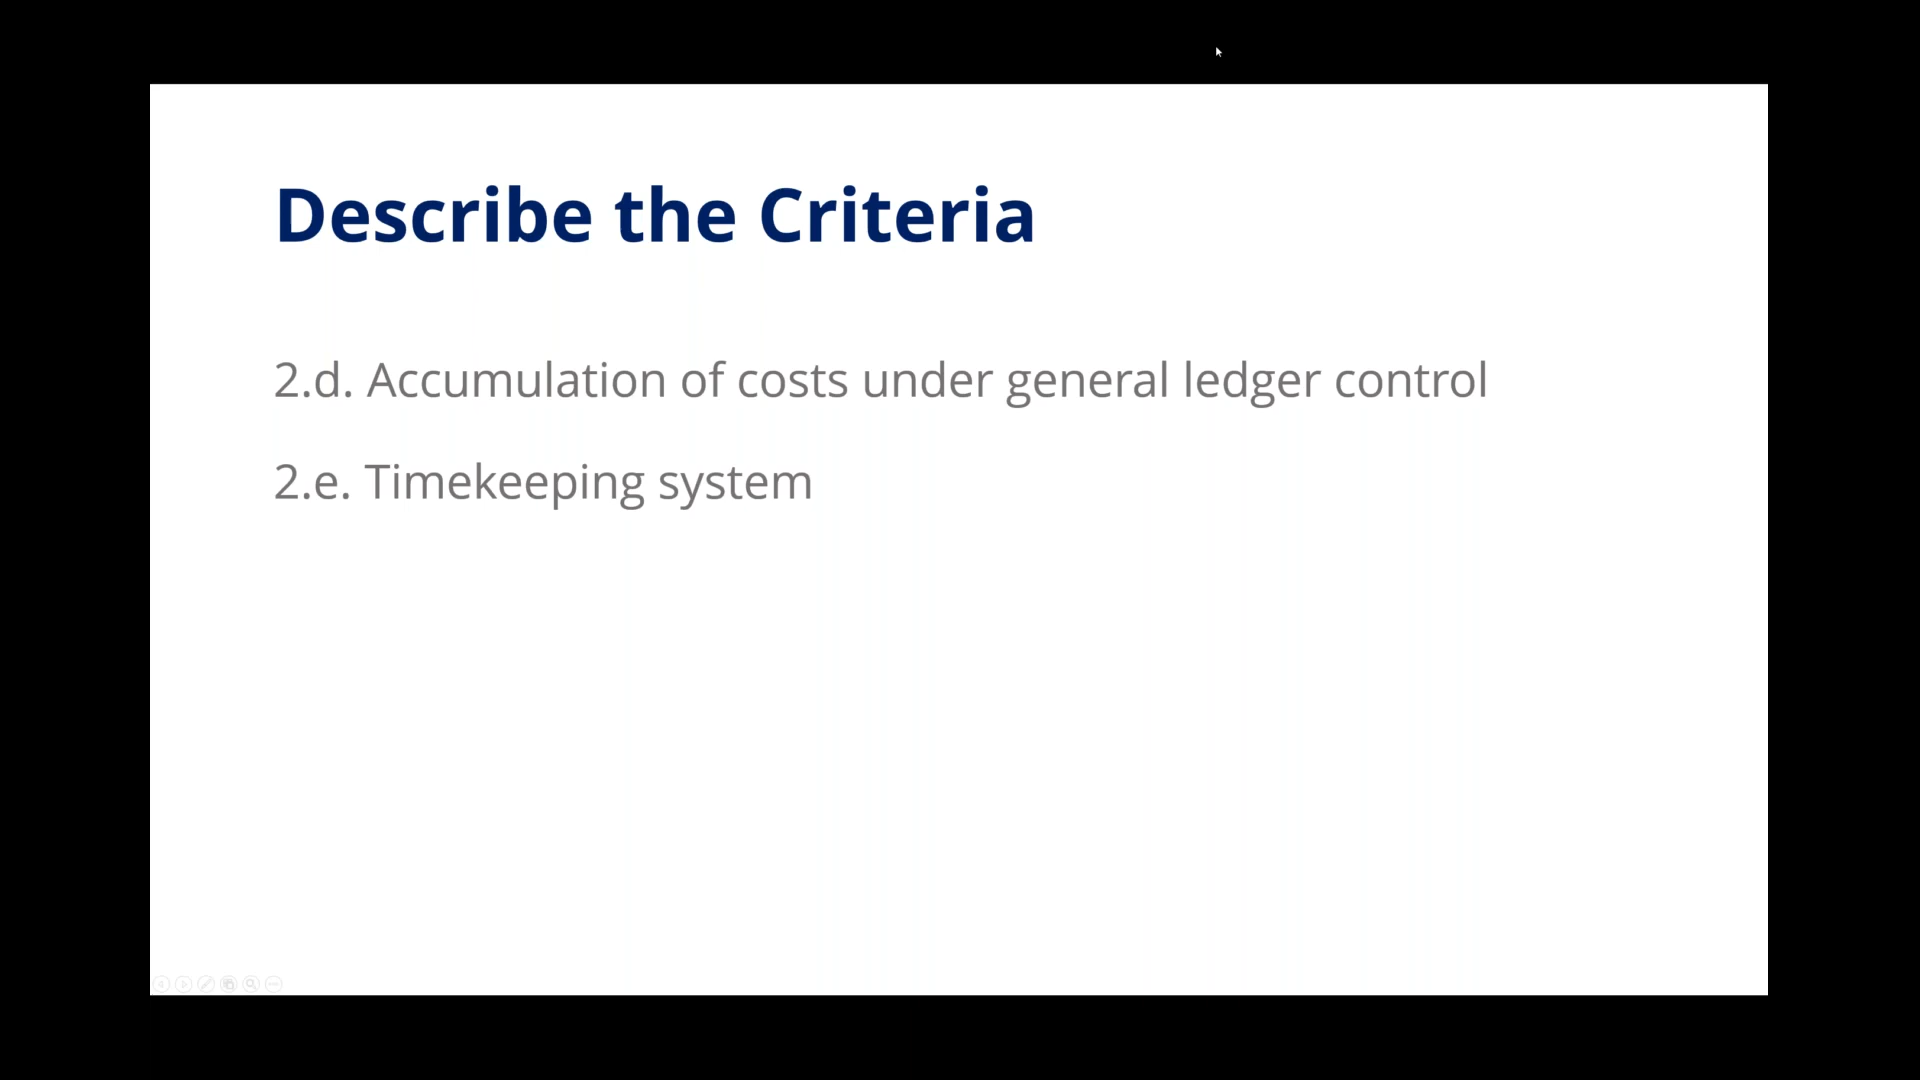 Describe the Criteria
2.d. Accumulation of costs under general ledger control
2.e. Timekeeping system